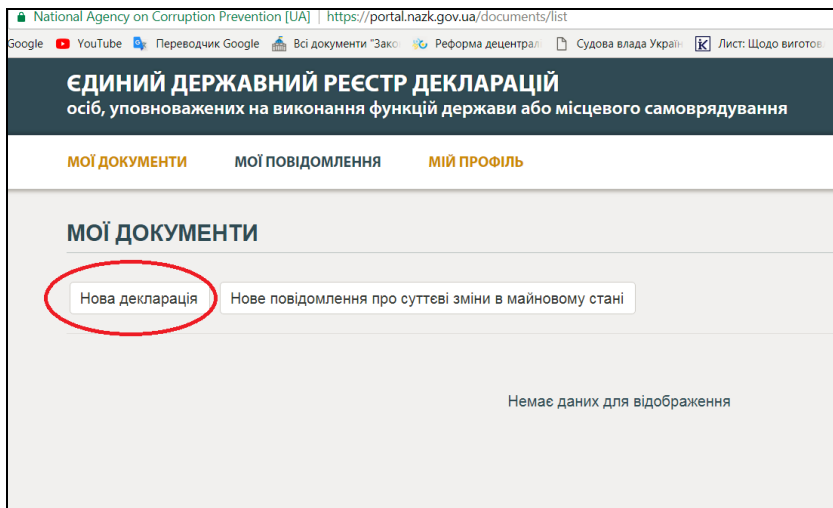 National Agency on Corruption Prevention [UA] | https://portal.nazk.gov.ua/documents/list
Google YouTube Переводчик Google Всі документи "Зако Реформа децентрал Судова влада Україн Лист: Щодо виготов
ЄДИНИЙ ДЕРЖАВНИЙ РЕЄСТР ДЕКЛАРАЦІЙ
осіб, уповноважених на виконання функцій держави або місцевого самоврядування
МОЇ ДОКУМЕНТИ МОЇ ПОВІДОМЛЕННЯ МІЙ ПРОФІЛЬ
МОЇ ДОКУМЕНТИ
Нова декларація Нове повідомлення про суттєві зміни в майновому стані
Немає даних для відображення